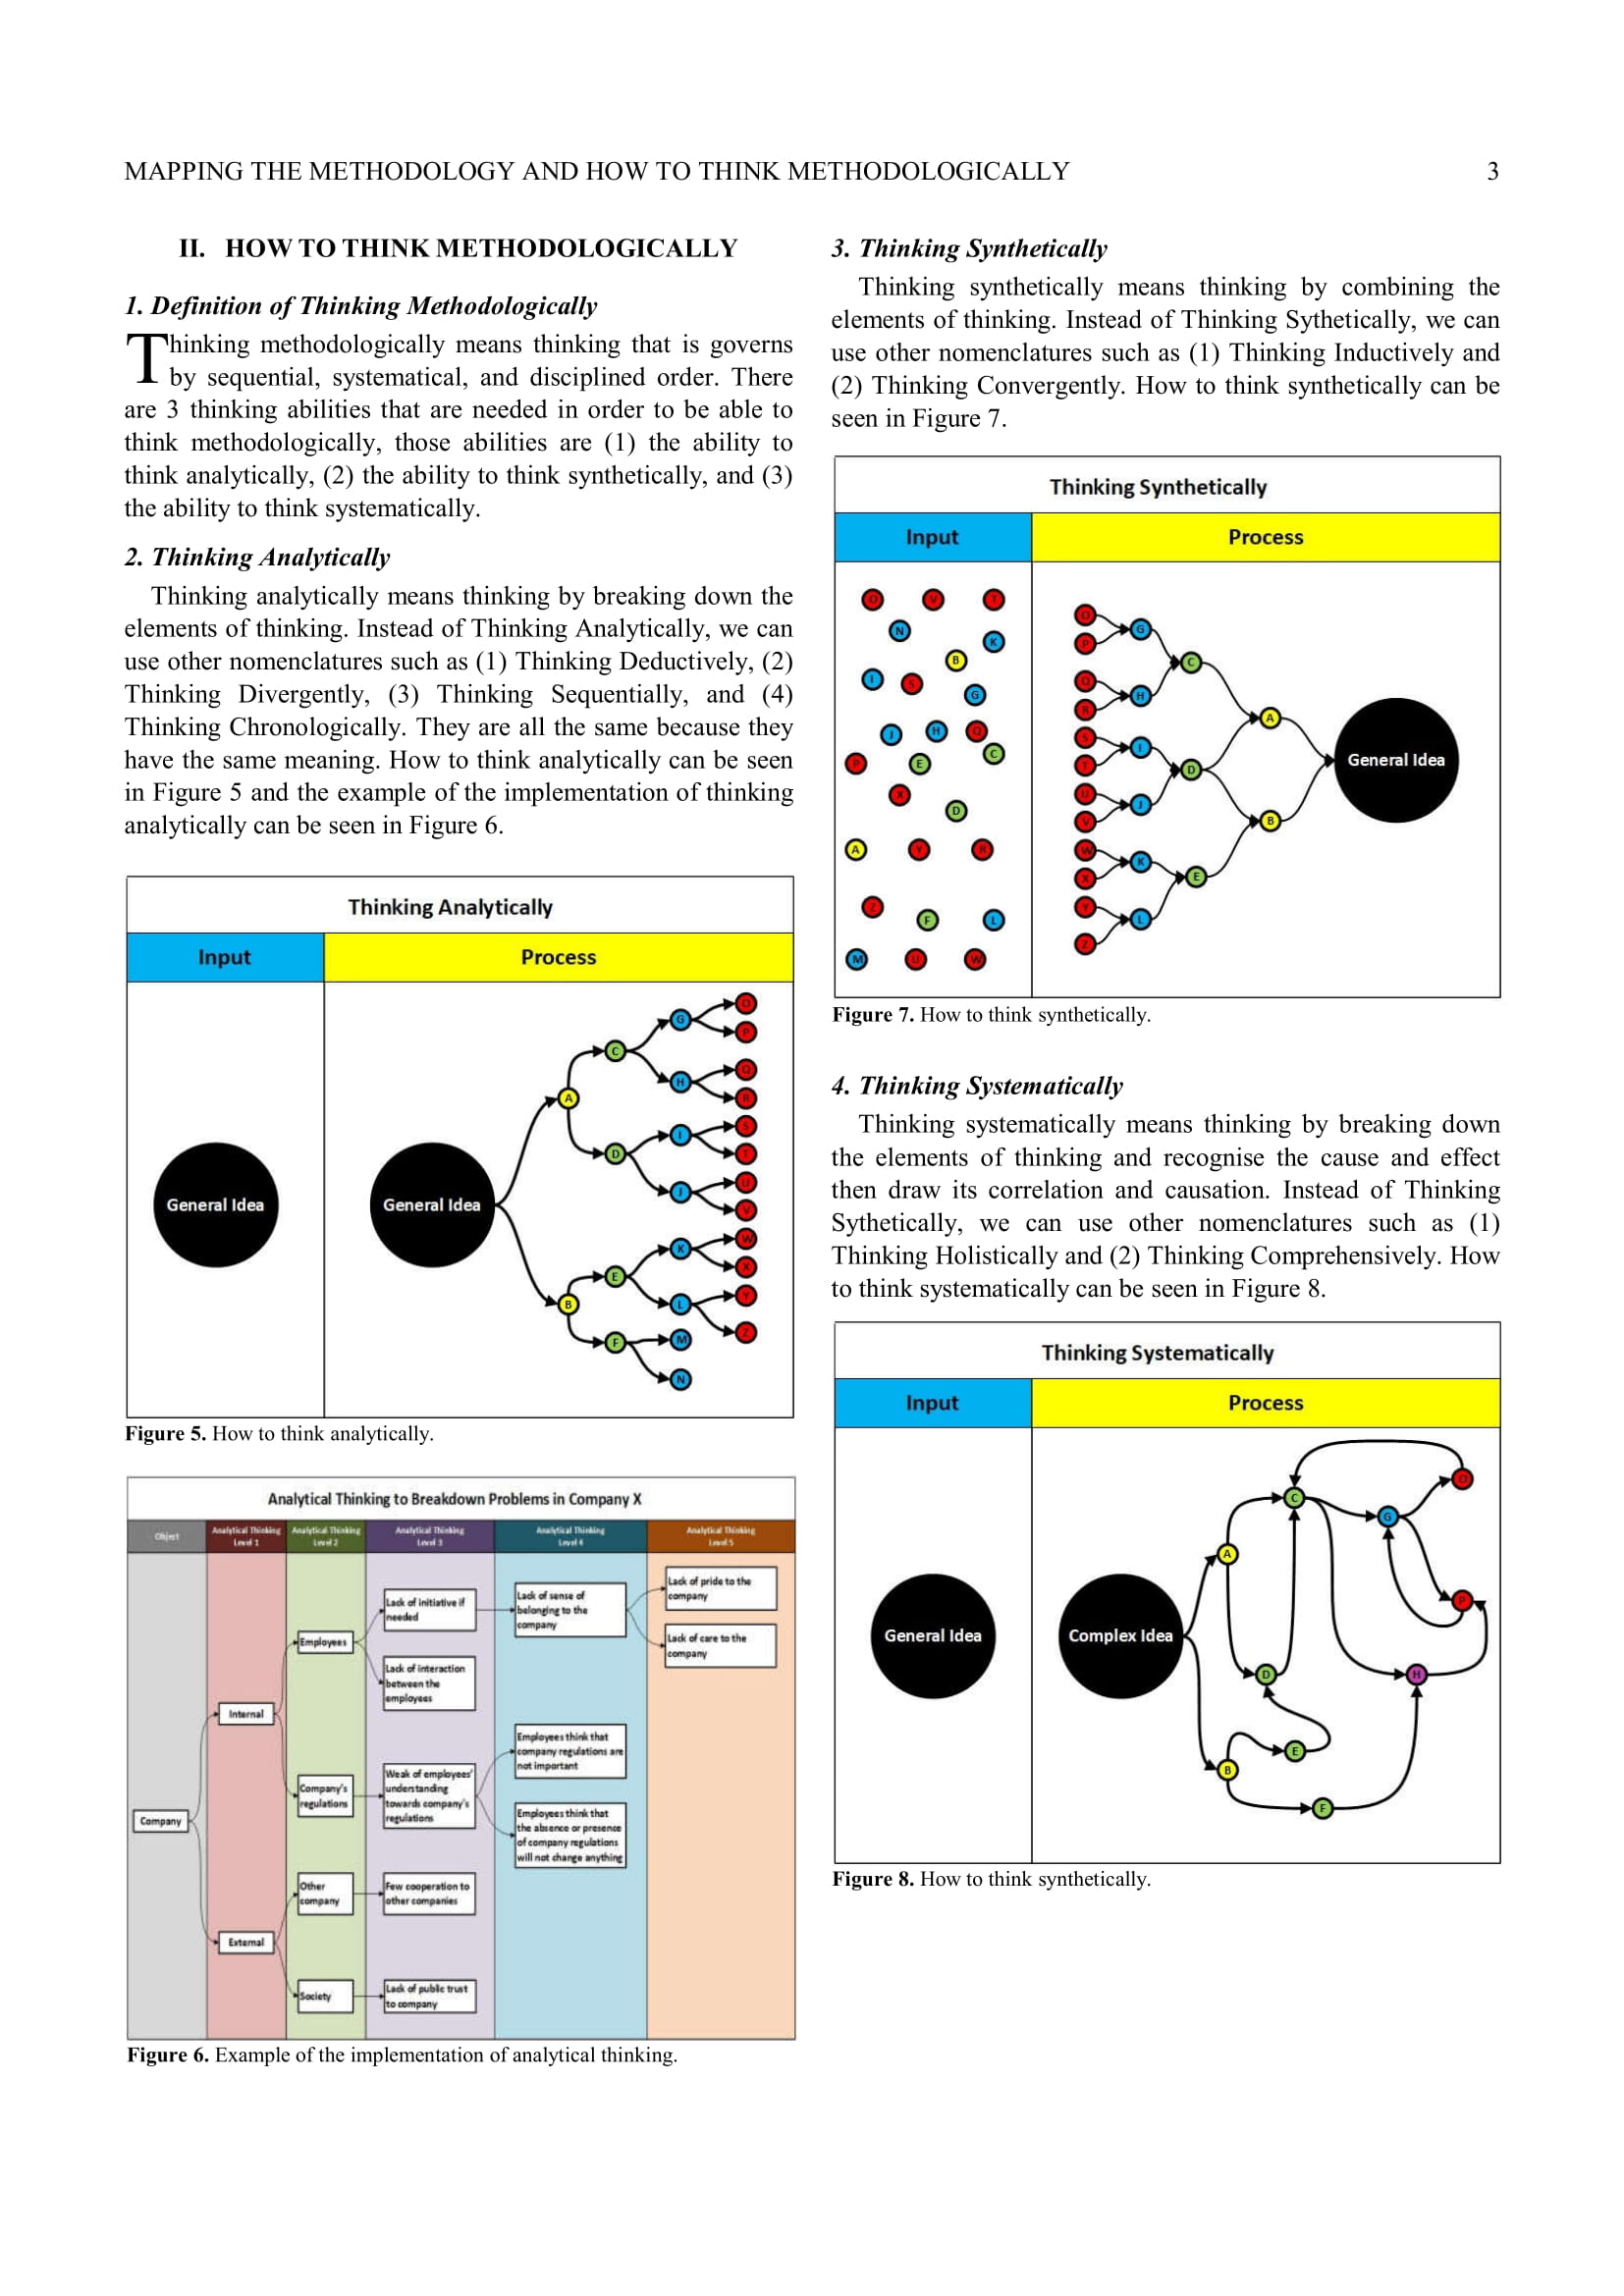 MAPPING THE METHODOLOGY AND HOW TO THINK METHODOLOGICALLY 3
II. HOW TO THINK METHODOLOGICALLY
1. Definition of Thinking Methodologically
Thinking methodologically means thinking that is governs
by sequential, systematical, and disciplined order. There
are 3 thinking abilities that are needed in order to be able to
think methodologically, those abilities are (1) the ability to
think analytically, (2) the ability to think synthetically, and (3)
the ability to think systematically.
2. Thinking Analytically
Thinking analytically means thinking by breaking down the
elements of thinking. Instead of Thinking Analytically, we can
use other nomenclatures such as (1) Thinking Deductively, (2)
Thinking Divergently, (3) Thinking Sequentially, and (4)
Thinking Chronologically. They are all the same because they
have the same meaning. How to think analytically can be seen
in Figure 5 and the example of the implementation of thinking
analytically can be seen in Figure 6.
Thinking Analytically
Input
Process
General Idea
General Idea
A
B
C
D
E
F
G
H
I
J
K
L
M
N
O
P
Q
R
S
T
U
V
W
X
Y
Z
Figure 5. How to think analytically.
Analytical Thinking to Breakdown Problems in Company X
Object
Analytical Thinking
Level 1
Analytical Thinking
Level 2
Analytical Thinking
Level 3
Analytical Thinking
Level 4
Analytical Thinking
Level 5
Company
Internal
External
Employees
Company's
regulations
Other
company
Society
Lack of initiative if
needed
Lack of interaction
between the
employees
Weak of employees'
understanding
towards company's
regulations
Few cooperation to
other companies
Lack of public trust
to company
Lack of sense of
belonging to the
company
Employees think that
company regulations are
not important
Employees think that
the absence or presence
of company regulations
will not change anything
Lack of pride to the
company
Lack of care to the
company
Figure 6. Example of the implementation of analytical thinking.
3. Thinking Synthetically
Thinking synthetically means thinking by combining the
elements of thinking. Instead of Thinking Sythetically, we can
use other nomenclatures such as (1) Thinking Inductively and
(2) Thinking Convergently. How to think synthetically can be
seen in Figure 7.
Thinking Synthetically
Input
Process
O V T
N
K
B
I S
G
J H Q
C
P E
X
D
A Y R
Z
F L
M U W
O
P
Q
R
S
T
U
V
W
X
Y
Z
G
H
I
J
K
L
C
D
E
A
B
General Idea
Figure 7. How to think synthetically.
4. Thinking Systematically
Thinking systematically means thinking by breaking down
the elements of thinking and recognise the cause and effect
then draw its correlation and causation. Instead of Thinking
Sythetically, we can use other nomenclatures such as (1)
Thinking Holistically and (2) Thinking Comprehensively. How
to think systematically can be seen in Figure 8.
Thinking Systematically
Input
Process
General Idea
Complex Idea
A
B
C
D
E
F
G
H
O
P
Figure 8. How to think synthetically.